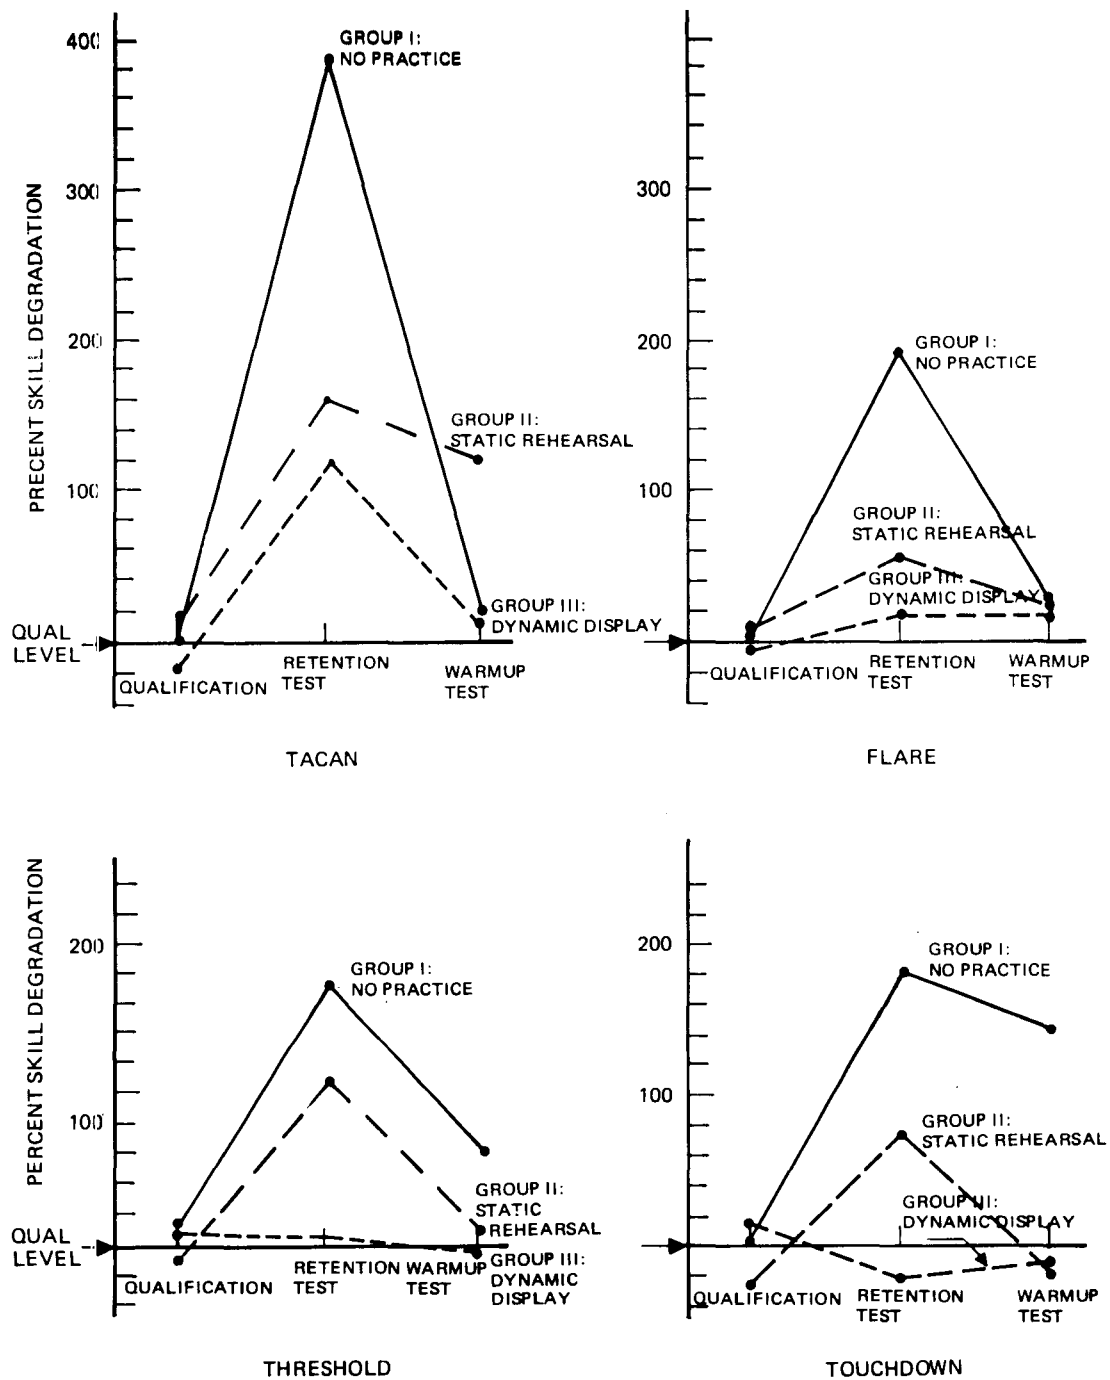 PRECENT SKILL DEGRADATION
400
300
200
100
QUAL
LEVEL
GROUP I:
NO PRACTICE
GROUP II:
STATIC REHEARSAL
GROUP III:
DYNAMIC DISPLAY
QUALIFICATION
RETENTION
TEST
WARMUP
TEST
TACAN
300
200
100
GROUP I:
NO PRACTICE
GROUP II:
STATIC REHEARSAL
GROUP III:
DYNAMIC DISPLAY
QUALIFICATION
RETENTION
TEST
WARMUP
TEST
FLARE
PERCENT SKILL DEGRADATION
200
100
QUAL
LEVEL
GROUP I:
NO PRACTICE
GROUP II:
STATIC
REHEARSAL
GROUP III:
DYNAMIC
DISPLAY
QUALIFICATION
RETENTION
TEST
WARMUP
TEST
THRESHOLD
200
100
GROUP I:
NO PRACTICE
GROUP II:
STATIC REHEARSAL
GROUP III:
DYNAMIC DISPLAY
QUALIFICATION
RETENTION
TEST
WARMUP
TEST
TOUCHDOWN